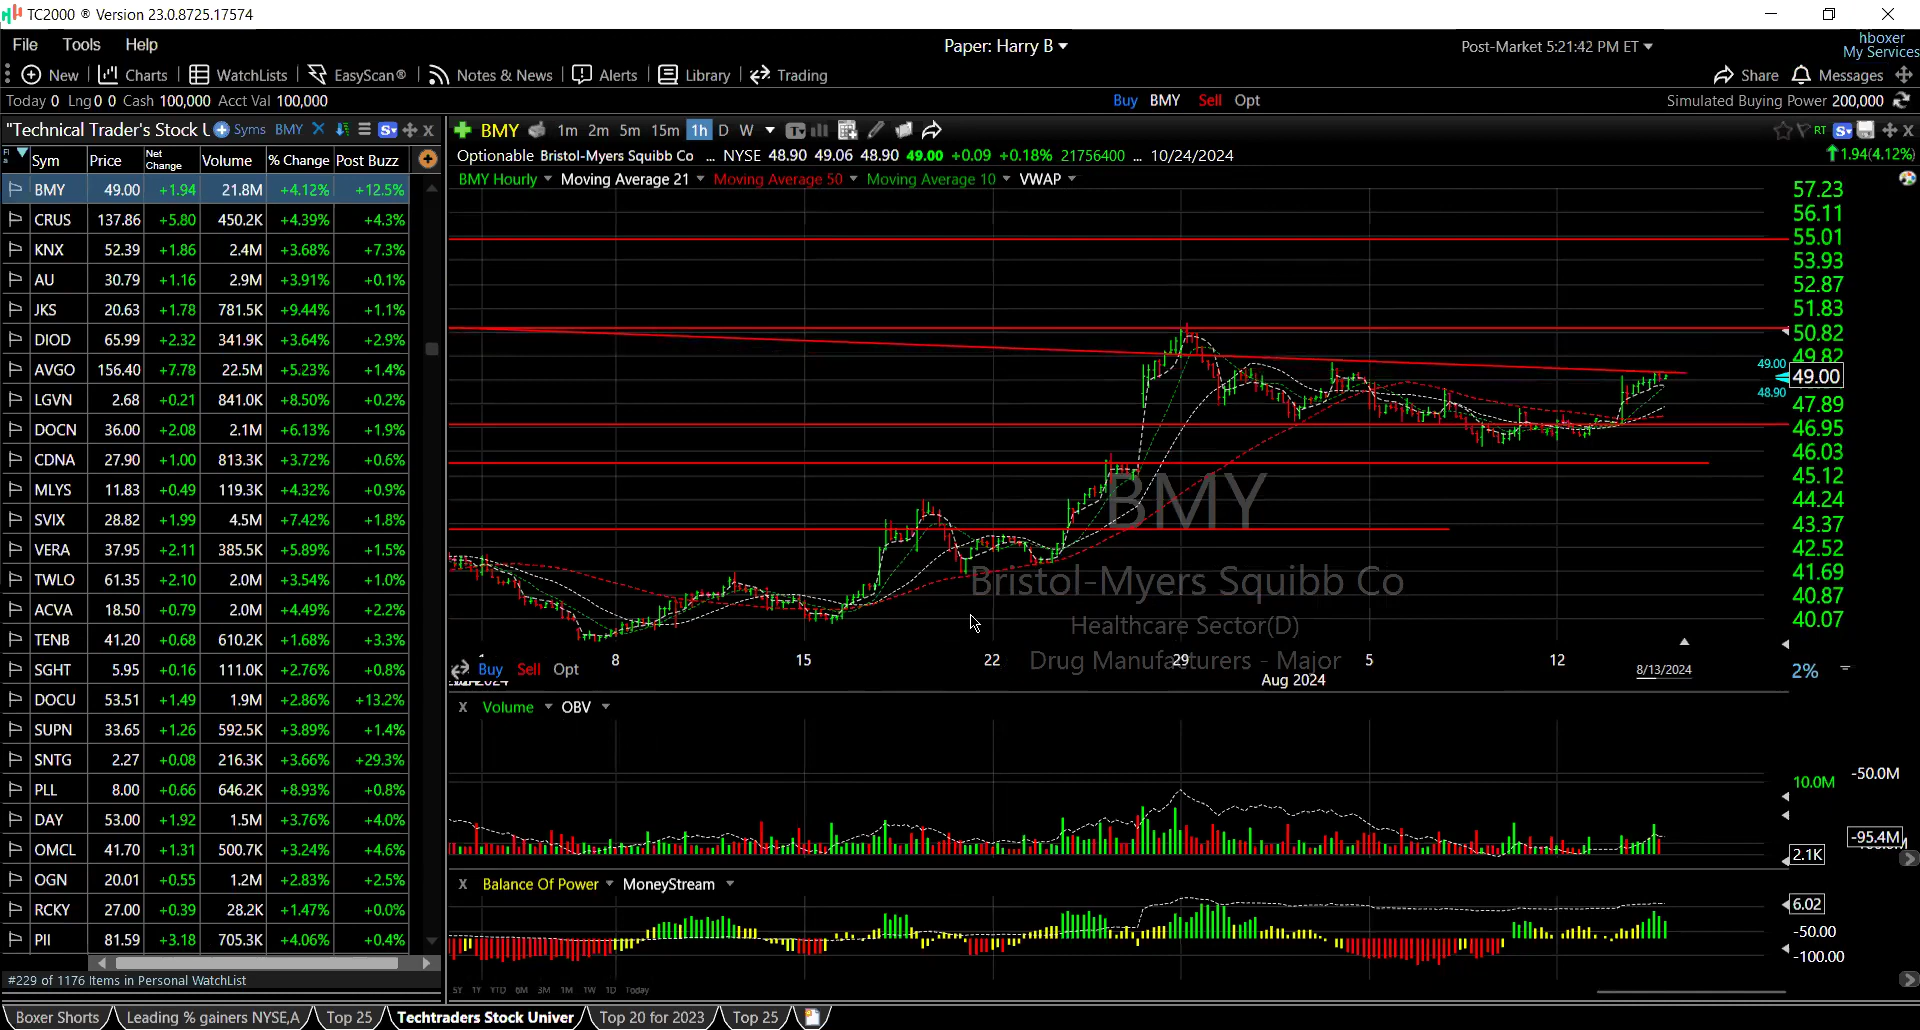 TC2000 ® Version 23.0.8725.17574
File Tools Help
Paper: Harry B
Post-Market 5:21:42 PM ET
hboxer
My Services
New Charts WatchLists EasyScan® Notes & News Alerts Library Trading
Share Messages
Today 0 Lng 0 0 Cash 100,000 Acct Val 100,000
Buy BMY Sell Opt
Simulated Buying Power 200,000
"Technical Trader's Stock U Syms BMY X
BMY 1m 2m 5m 15m 1h D W
RT
Optionable Bristol-Myers Squibb Co ... NYSE 48.90 49.06 48.90 49.00 +0.09 +0.18% 21756400 ... 10/24/2024
1.94(4.12%)
BMY Hourly Moving Average 21 Moving Average 50 Moving Average 10 VWAP
Sym Price Net Change Volume % Change Post Buzz
BMY 49.00 +1.94 21.8M +4.12% +12.5%
CRUS 137.86 +5.80 450.2K +4.39% +4.3%
KNX 52.39 +1.86 2.4M +3.68% +7.3%
AU 30.79 +1.16 2.9M +3.91% +0.1%
JKS 20.63 +1.78 781.5K +9.44% +1.1%
DIOD 65.99 +2.32 341.9K +3.64% +2.9%
AVGO 156.40 +7.78 22.5M +5.23% +1.4%
LGVN 2.68 +0.21 841.0K +8.50% +0.2%
DOCN 36.00 +2.08 2.1M +6.13% +1.9%
CDNA 27.90 +1.00 813.3K +3.72% +0.6%
MLYS 11.83 +0.49 119.3K +4.32% +0.9%
SVIX 28.82 +1.99 4.5M +7.42% +1.8%
VERA 37.95 +2.11 385.5K +5.89% +1.5%
TWLO 61.35 +2.10 2.0M +3.54% +1.0%
ACVA 18.50 +0.79 2.0M +4.49% +2.2%
TENB 41.20 +0.68 610.2K +1.68% +3.3%
SGHT 5.95 +0.16 111.0K +2.76% +0.8%
DOCU 53.51 +1.49 1.9M +2.86% +13.2%
SUPN 33.65 +1.26 592.5K +3.89% +1.4%
SNTG 2.27 +0.08 216.3K +3.66% +29.3%
PLL 8.00 +0.66 646.2K +8.93% +0.8%
DAY 53.00 +1.92 1.5M +3.76% +4.0%
OMCL 41.70 +1.31 500.7K +3.24% +4.6%
OGN 20.01 +0.55 1.2M +2.83% +2.5%
RCKY 27.00 +0.39 28.2K +1.47% +0.0%
PII 81.59 +3.18 705.3K +4.06% +0.4%
#229 of 1176 Items in Personal WatchList
57.23
56.11
55.01
53.93
52.87
51.83
50.82
49.82
49.00
49.00
48.90
47.89
46.95
46.03
45.12
44.24
43.37
42.52
41.69
40.87
40.07
BMY
Bristol-Myers Squibb Co
Healthcare Sector(D)
Drug Manufacturers - Major
8 15 22 29 5 12
Buy Sell Opt
Aug 2024
8/13/2024
2%
X Volume OBV
10.0M
-50.0M
-95.4M
2.1K
X Balance Of Power MoneyStream
6.02
-50.00
-100.00
5Y 1Y YTD 6M 3M 1M 1W 1D Today
Boxer Shorts Leading % gainers NYSE,A Top 25 Techtraders Stock Univer Top 20 for 2023 Top 25